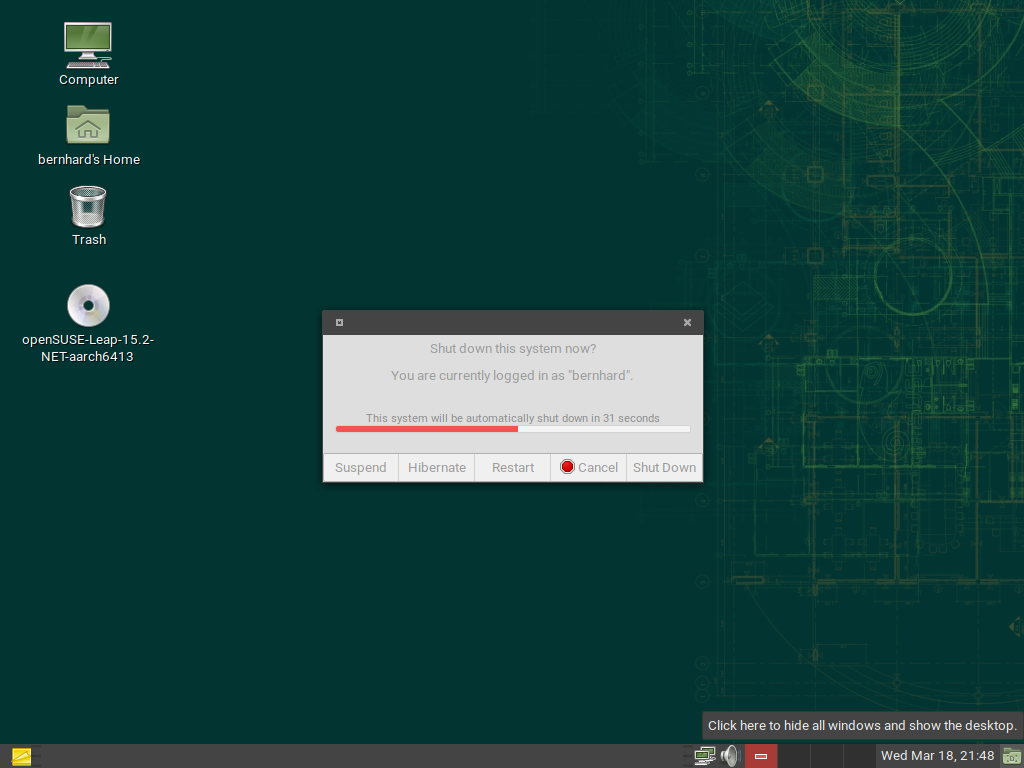 Computer
bernhard's Home
Trash
openSUSE-Leap-15.2-
NET-aarch6413
Shut down this system now?
You are currently logged in as "bernhard".
This system will be automatically shut down in 31 seconds
Suspend
Hibernate
Restart
Cancel
Shut Down
Click here to hide all windows and show the desktop.
Wed Mar 18, 21:48